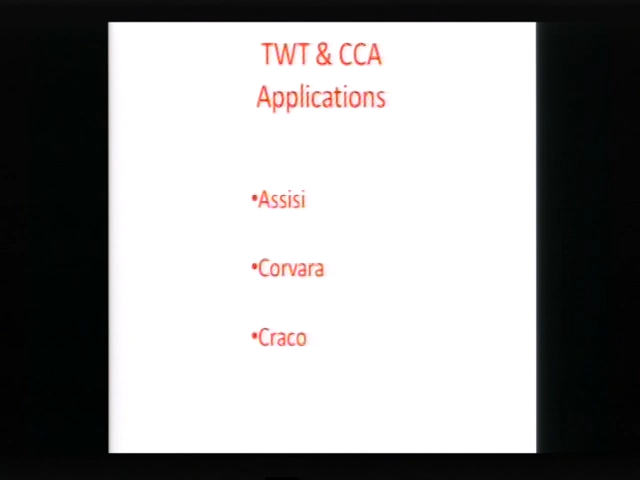 TWT & CCA
Applications
•Assisi
•Corvara
•Craco